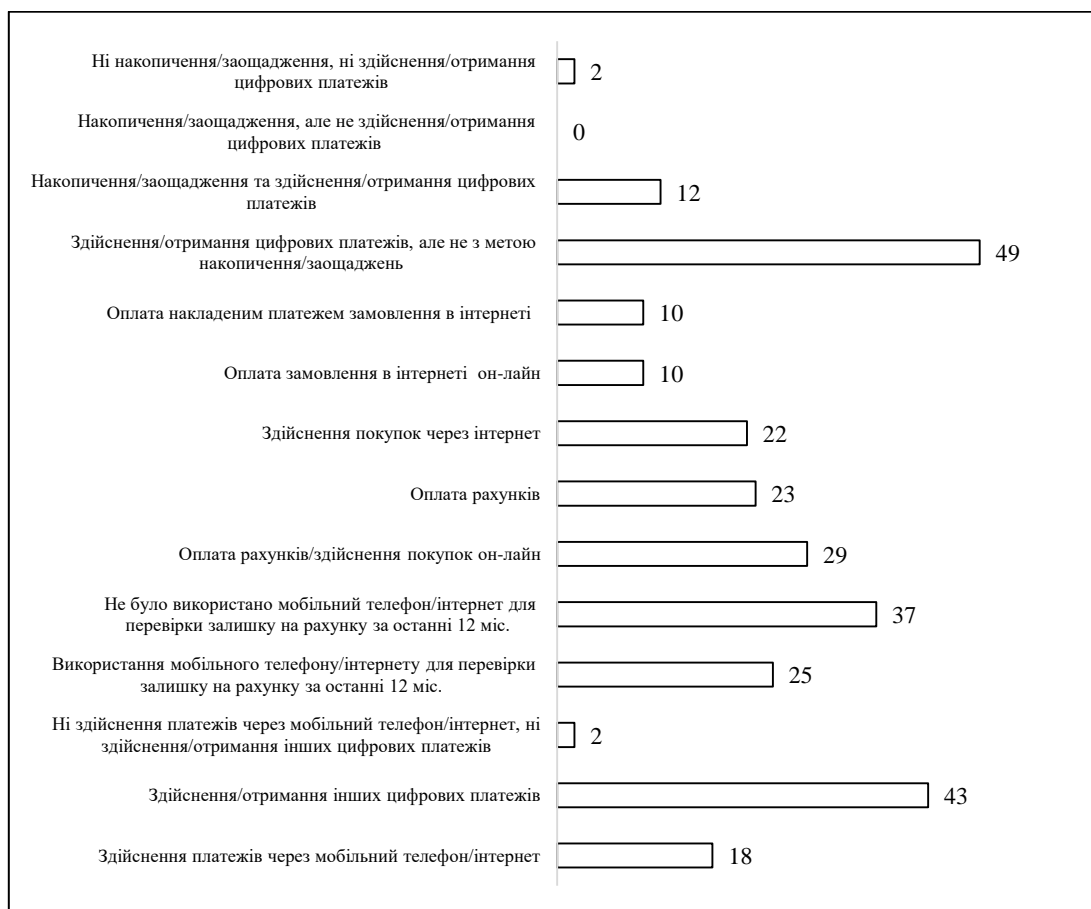 Ні накопичення/заощадження, ні здійснення/отримання
цифрових платежів
2
Накопичення/заощадження, але не здійснення/отримання
цифрових платежів
0
Накопичення/заощадження та здійснення/отримання цифрових
платежів
12
Здійснення/отримання цифрових платежів, але не з метою
накопичення/заощаджень
49
Оплата накладеним платежем замовлення в інтернеті
10
Оплата замовлення в інтернеті он-лайн
10
Здійснення покупок через інтернет
22
Оплата рахунків
23
Оплата рахунків/здійснення покупок он-лайн
29
Не було використано мобільний телефон/інтернет для
перевірки залишку на рахунку за останні 12 міс.
37
Використання мобільного телефону/інтернету для перевірки
залишку на рахунку за останні 12 міс.
25
Ні здійснення платежів через мобільний телефон/інтернет, ні
здійснення/отримання інших цифрових платежів
2
Здійснення/отримання інших цифрових платежів
43
Здійснення платежів через мобільний телефон/інтернет
18